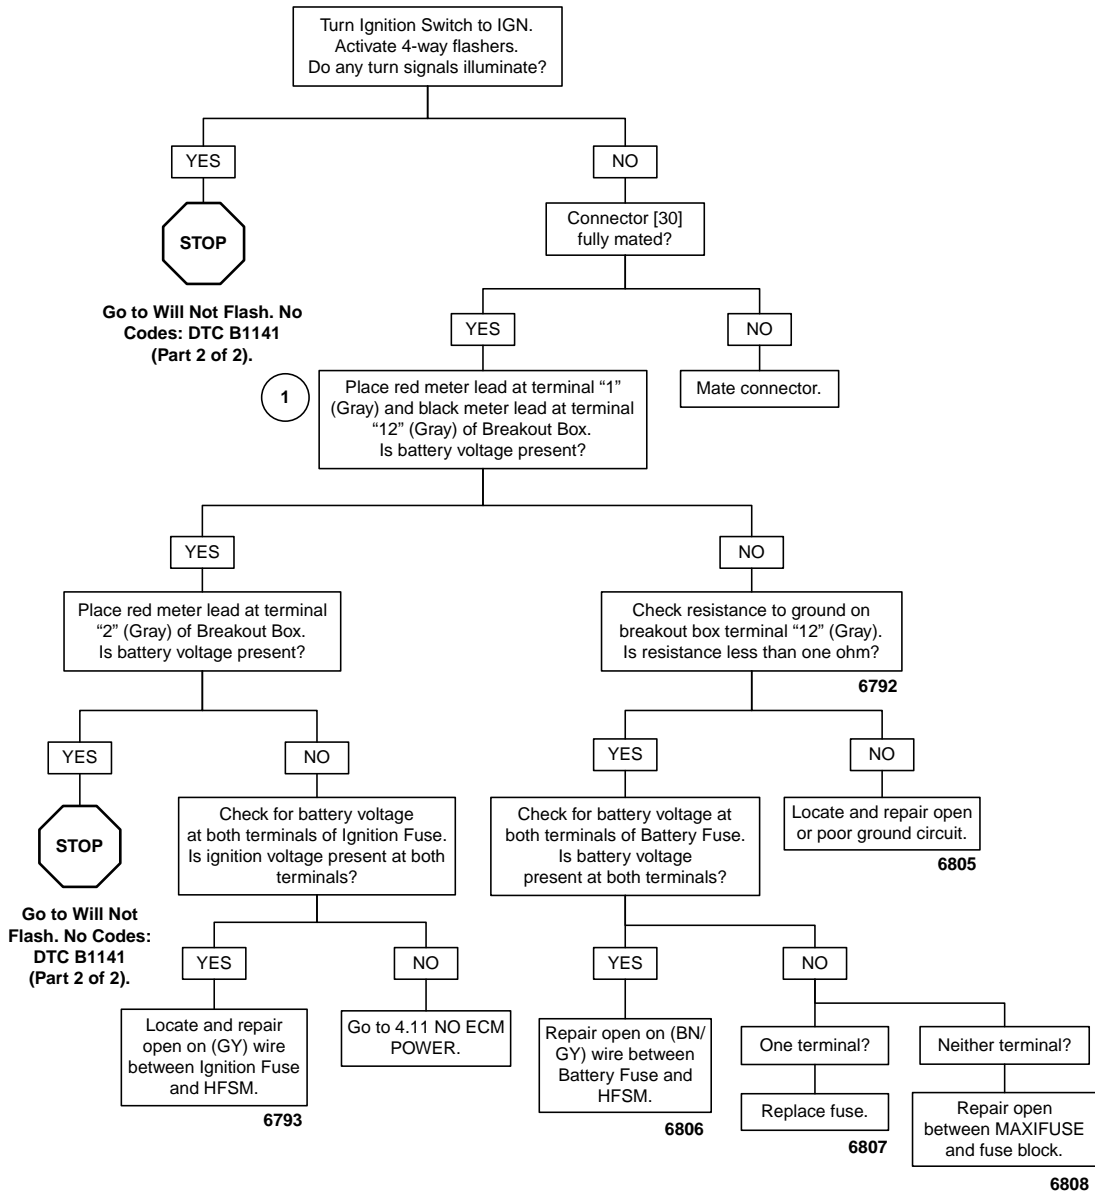 Turn Ignition Switch to IGN.
Activate 4-way flashers.
Do any turn signals illuminate?
YES
NO
STOP
Go to Will Not Flash. No
Codes: DTC B1141
(Part 2 of 2).
Connector [30]
fully mated?
YES
NO
1
Place red meter lead at terminal “1”
(Gray) and black meter lead at terminal
“12” (Gray) of Breakout Box.
Is battery voltage present?
Mate connector.
YES
NO
Place red meter lead at terminal
“2” (Gray) of Breakout Box.
Is battery voltage present?
Check resistance to ground on
breakout box terminal “12” (Gray).
Is resistance less than one ohm?
6792
YES
NO
YES
NO
STOP
Go to Will Not
Flash. No Codes:
DTC B1141
(Part 2 of 2).
Check for battery voltage
at both terminals of Ignition Fuse.
Is ignition voltage present at both
terminals?
Check for battery voltage at
both terminals of Battery Fuse.
Is battery voltage
present at both terminals?
Locate and repair open
or poor ground circuit.
6805
YES
NO
YES
NO
Locate and repair
open on (GY) wire
between Ignition Fuse
and HFSM.
6793
Go to 4.11 NO ECM
POWER.
Repair open on (BN/
GY) wire between
Battery Fuse and
HFSM.
6806
One terminal?
Neither terminal?
Replace fuse.
6807
Repair open
between MAXIFUSE
and fuse block.
6808